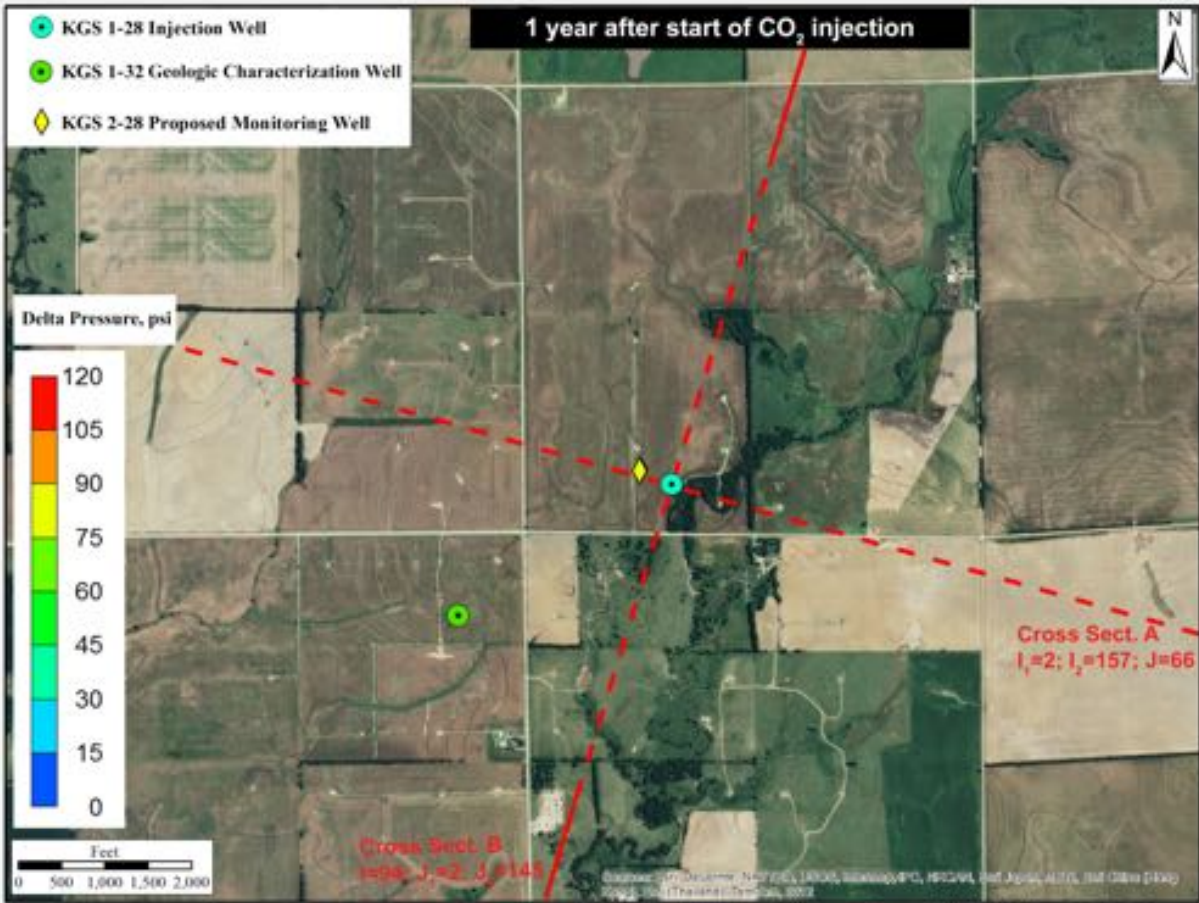 KGS 1-28 Injection Well
KGS 1-32 Geologic Characterization Well
KGS 2-28 Proposed Monitoring Well
1 year after start of CO₂ injection
N
Delta Pressure, psi
120
105
90
75
60
45
30
15
0
Cross Sect. A
I₁=2; I₂=157; J=66
Cross Sect. B
Feet
0 500 1,000 1,500 2,000